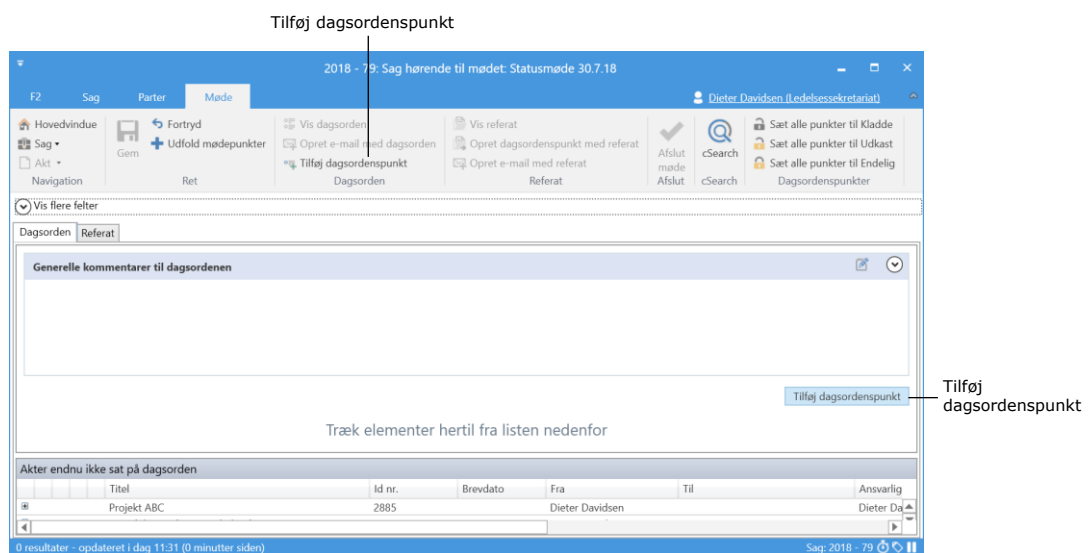 Tilføj dagsordenspunkt
2018 - 79: Sag hørende til mødet: Statusmøde 30.7.18
F2 Sag Parter Møde Dieter Davidsen (Ledelsessekretariat)
Hovedvindue Fortryd Vis dagsorden Vis referat Sæt alle punkter til Kladde
Sag Gem Udfold mødepunkter Opret e-mail med dagsorden Opret dagsordenspunkt med referat Afslut møde cSearch Sæt alle punkter til Udkast
Akt Tilføj dagsordenspunkt Opret e-mail med referat Sæt alle punkter til Endelig
Navigation Ret Dagsorden Referat Afslut cSearch Dagsordenspunkter
Vis flere felter
Dagsorden Referat
Generelle kommentarer til dagsordenen
Tilføj dagsordenspunkt
Tilføj
dagsordenspunkt
Træk elementer hertil fra listen nedenfor
Akter endnu ikke sat på dagsorden
Titel Id nr. Brevdato Fra Til Ansvarlig
Projekt ABC 2885 Dieter Davidsen Dieter Da
0 resultater - opdateret i dag 11:31 (0 minutter siden) Sag: 2018 - 79